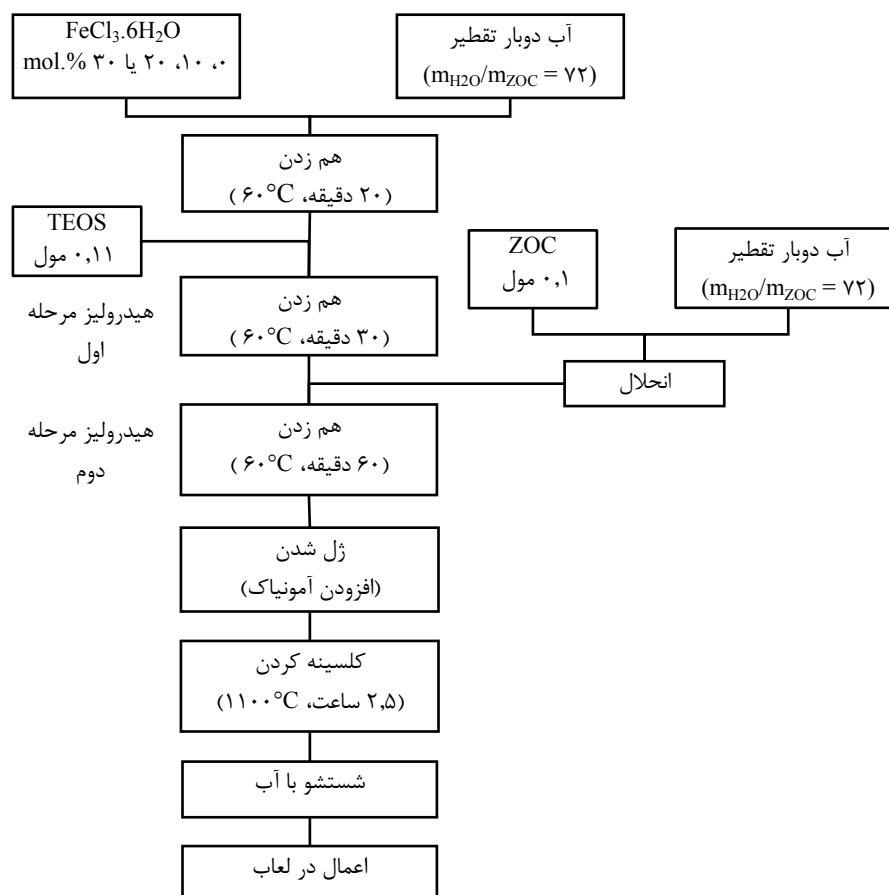 FeCl3.6H2O
۰، ۱۰، ۲۰ یا ۳۰ mol.%
آب دوبار تقطیر
(mH2O/mZOC = ۷۲)
هم زدن
(۲۰ دقیقه، ۶۰°C)
TEOS
۰,۱۱ مول
ZOC
۰,۱ مول
آب دوبار تقطیر
(mH2O/mZOC = ۷۲)
هیدرولیز مرحله
اول
هم زدن
(۳۰ دقیقه، ۶۰°C)
انحلال
هیدرولیز مرحله
دوم
هم زدن
(۶۰ دقیقه، ۶۰°C)
ژل شدن
(افزودن آمونیاک)
کلسینه کردن
(۲,۵ ساعت، ۱۱۰۰°C)
شستشو با آب
اعمال در لعاب